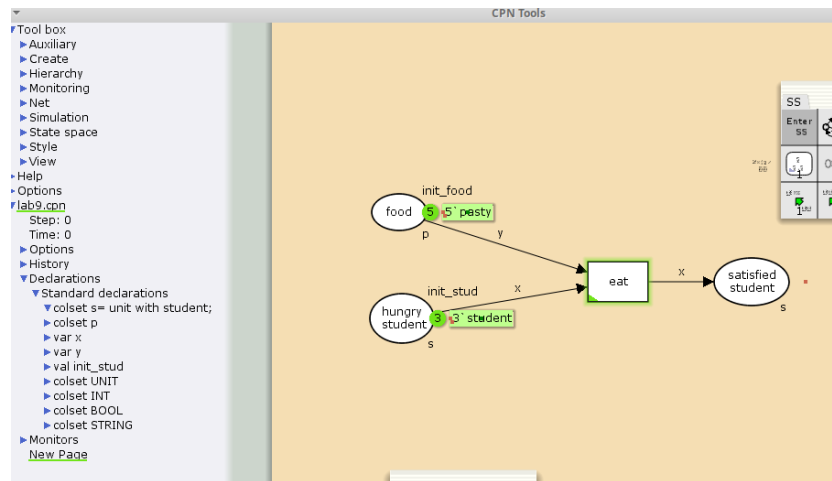 CPN Tools
Tool box
Auxiliary
Create
Hierarchy
Monitoring
Net
Simulation
State space
Style
View
Help
Options
lab9.cpn
Step: 0
Time: 0
Options
History
Declarations
Standard declarations
colset s= unit with student;
colset p
var x
var y
val init_stud
colset UNIT
colset INT
colset BOOL
colset STRING
Monitors
New Page
init_food
food
5
5`pasty
p
y
init_stud
x
hungry
student
3
3`student
s
eat
x
satisfied
student
s
SS
Enter
SS
1
1